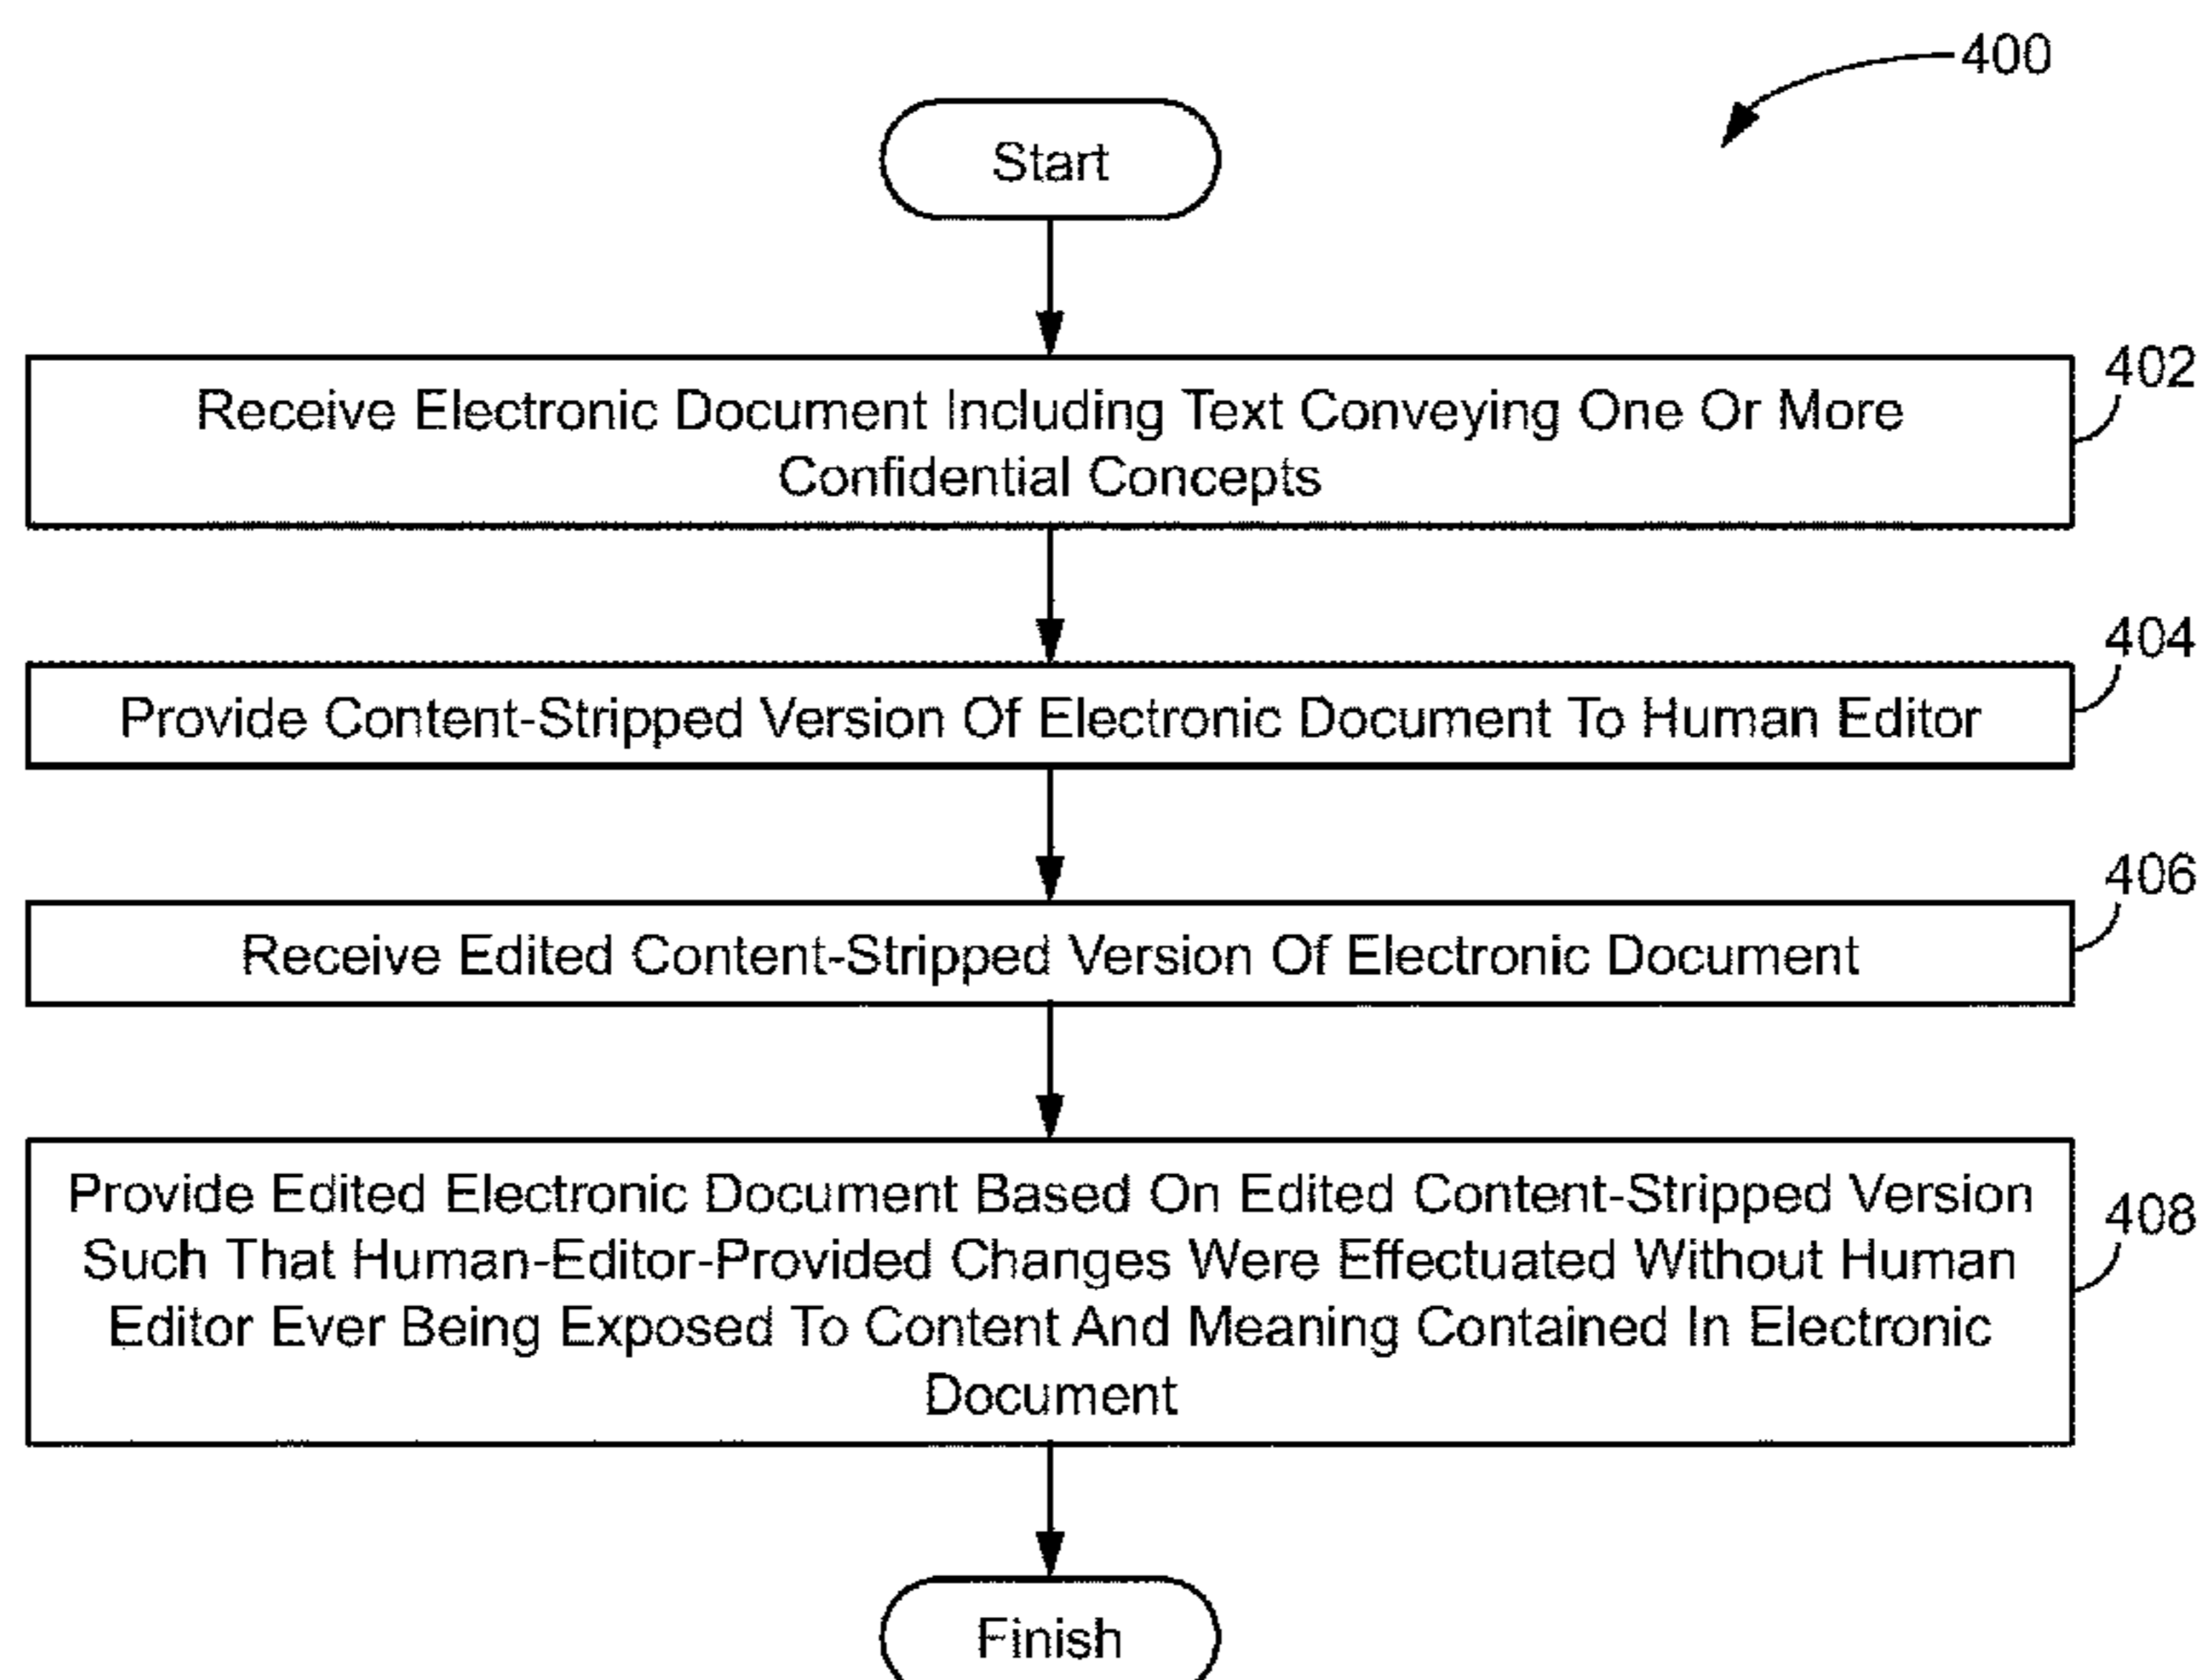 400
Start
402
Receive Electronic Document Including Text Conveying One Or More
Confidential Concepts
404
Provide Content-Stripped Version Of Electronic Document To Human Editor
406
Receive Edited Content-Stripped Version Of Electronic Document
408
Provide Edited Electronic Document Based On Edited Content-Stripped Version
Such That Human-Editor-Provided Changes Were Effectuated Without Human
Editor Ever Being Exposed To Content And Meaning Contained In Electronic
Document
Finish